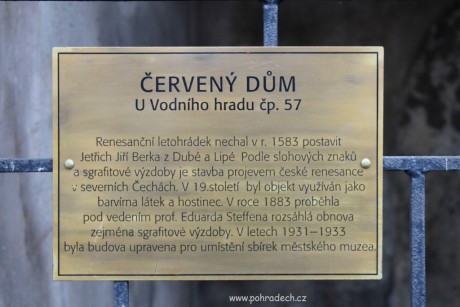 ČERVENÝ DŮM
U Vodního hradu čp. 57
Renesanční letohrádek nechal v r. 1583 postavit
Jetřich Jiří Berka z Dubé a Lipé Podle slohových znaků
a sgrafitové výzdoby je stavba projevem české renesance
v severních Čechách. V 19.století byl objekt využíván jako
barvírna látek a hostinec. V roce 1883 proběhla
pod vedením prof. Eduarda Steffena rozsáhlá obnova
zejména sgrafitové výzdoby. V letech 1931–1933
byla budova upravena pro umístění sbírek městského muzea.
www.pohradech.cz